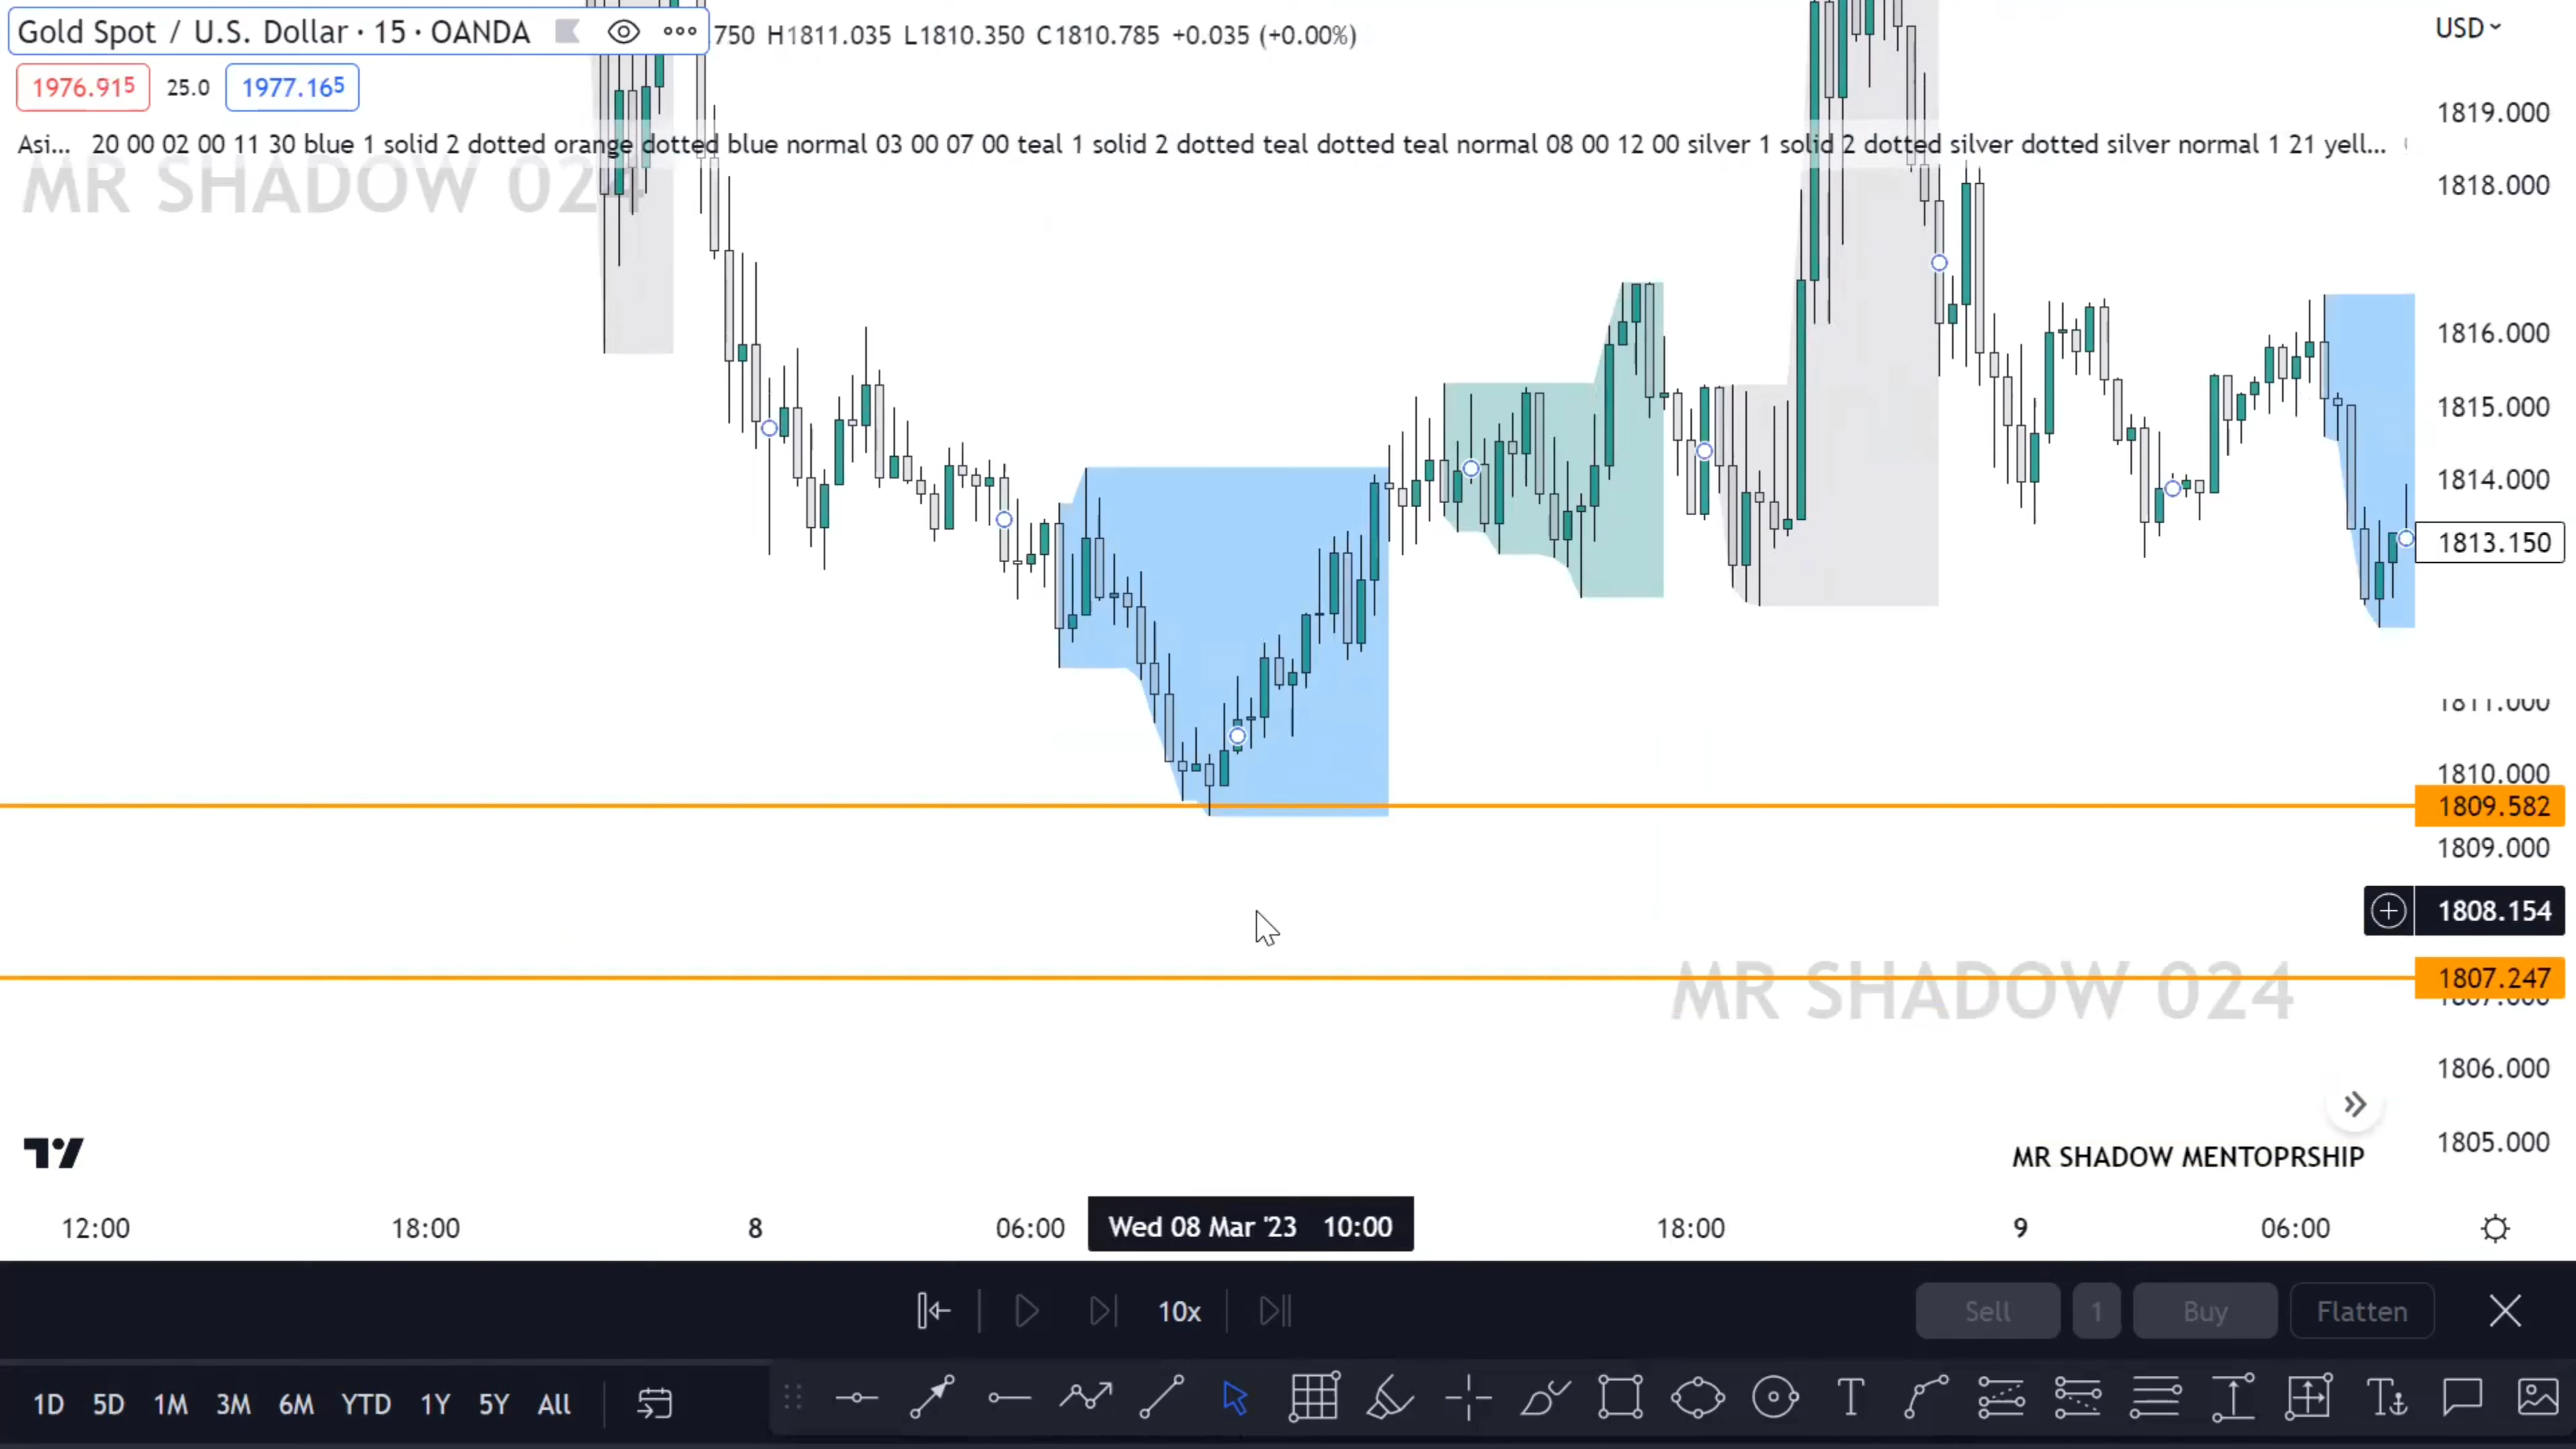 Gold Spot / U.S. Dollar · 15 · OANDA
750 H1811.035 L1810.350 C1810.785 +0.035 (+0.00%)
USD
1976.915 25.0 1977.165
Asi... 20 00 02 00 11 30 blue 1 solid 2 dotted orange dotted blue normal 03 00 07 00 teal 1 solid 2 dotted teal dotted teal normal 08 00 12 00 silver 1 solid 2 dotted silver dotted silver normal 1 21 yell...
MR SHADOW 024
1819.000
1818.000
1816.000
1815.000
1814.000
1813.150
1811.000
1810.000
1809.582
1809.000
1808.154
1807.247
1807.000
MR SHADOW 024
1806.000
1805.000
MR SHADOW MENTOPRSHIP
12:00 18:00 8 06:00 Wed 08 Mar '23 10:00 18:00 9 06:00
10x
Sell 1 Buy Flatten
1D 5D 1M 3M 6M YTD 1Y 5Y All